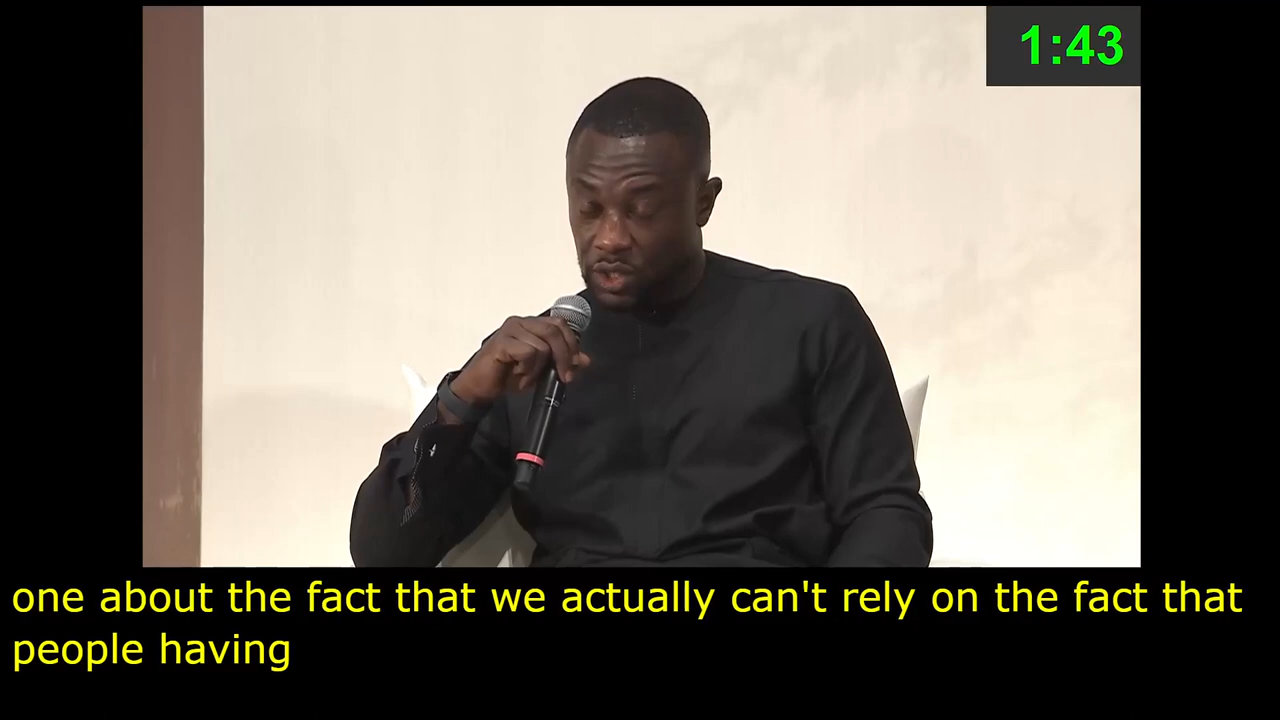 1:43
one about the fact that we actually can't rely on the fact that
people having